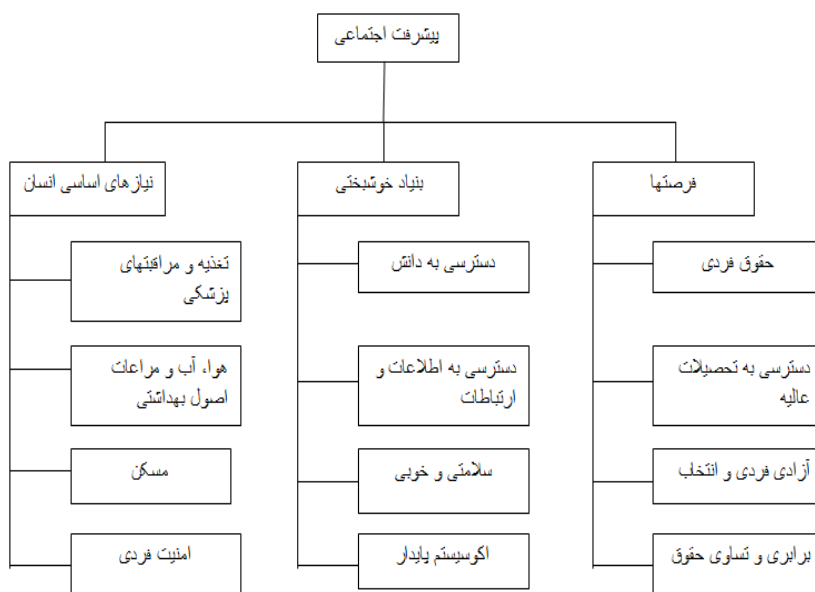 پیشرفت اجتماعی
فرصتها
حقوق فردی
دسترسی به تحصیلات
عالیه
آزادی فردی و انتخاب
برابری و تساوی حقوق
بنیاد خوشبختی
دسترسی به دانش
دسترسی به اطلاعات و
ارتباطات
سلامتی و خوبی
اکوسیستم پایدار
نیازهای اساسی انسان
تغذیه و مراقبتهای
پزشکی
هوا، آب و مراعات
اصول بهداشتی
مسکن
امنیت فردی